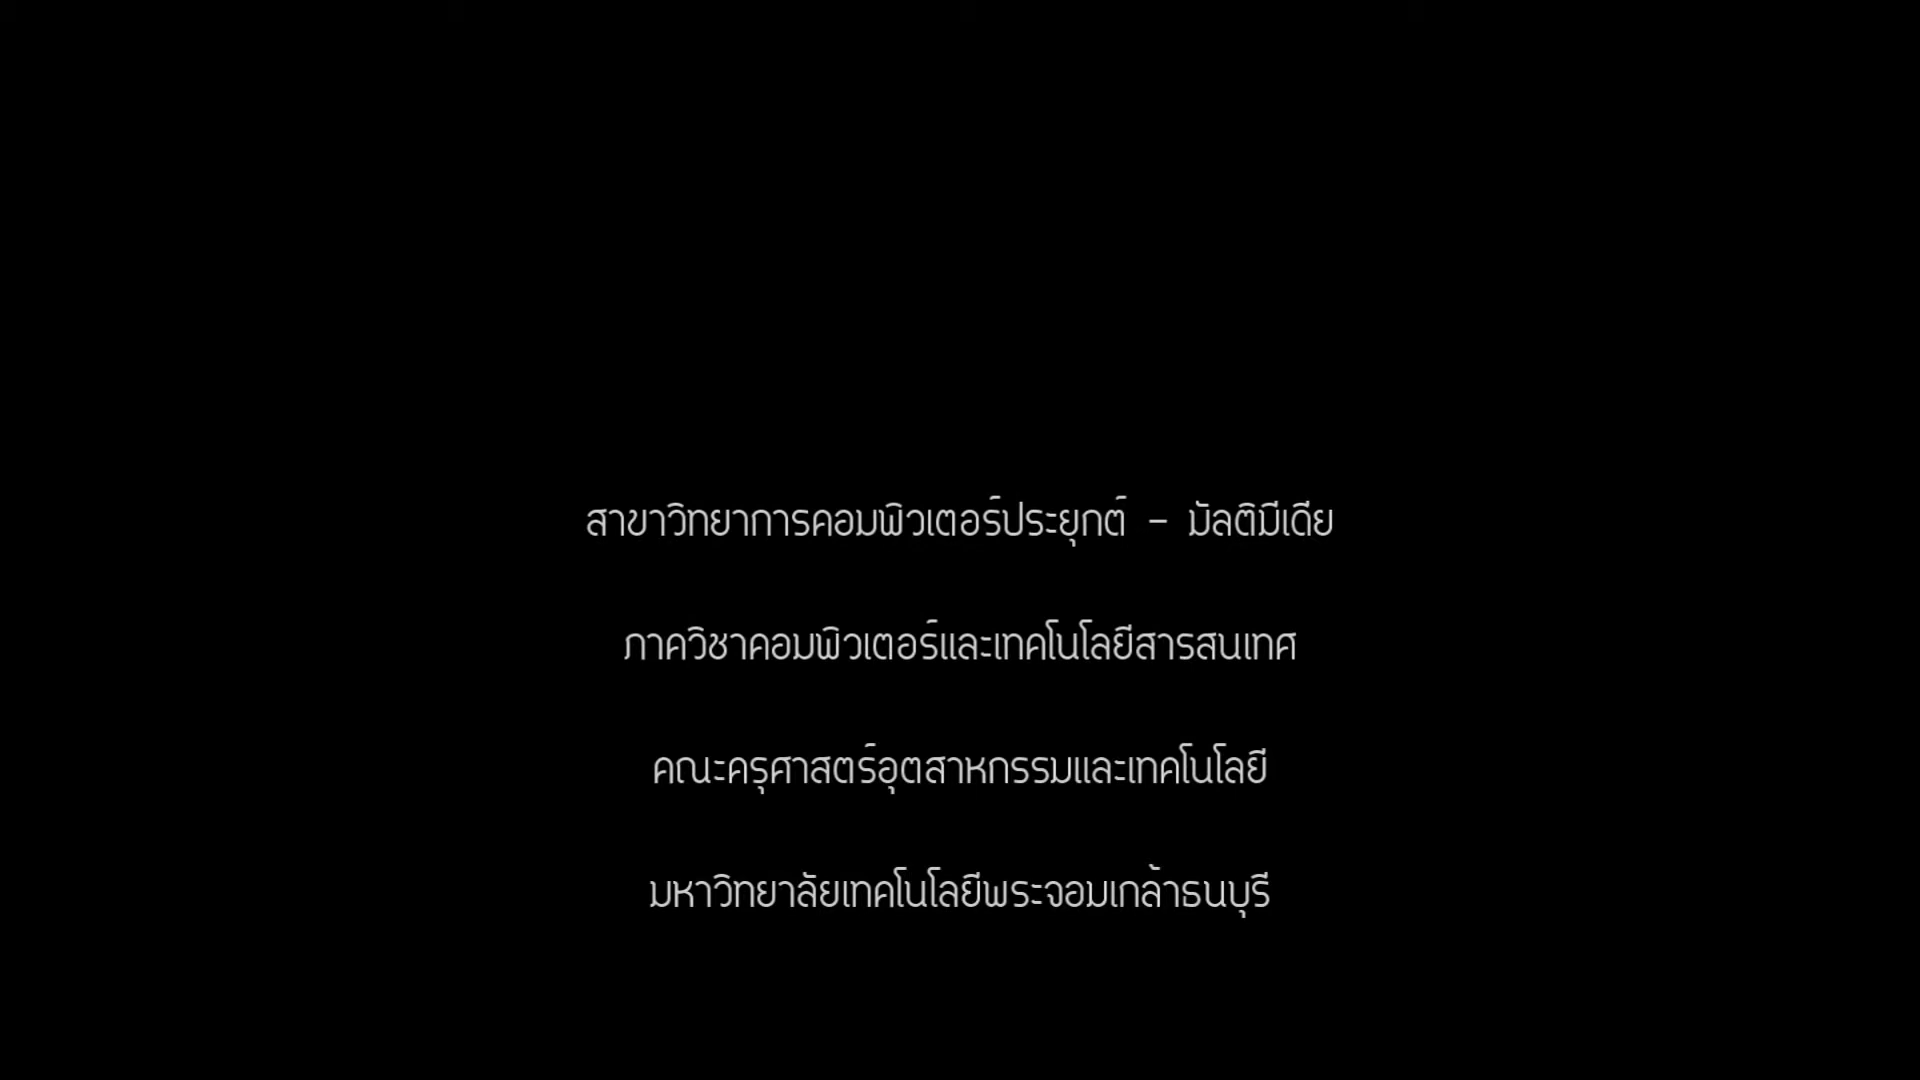 สาขาวิทยาการคอมพิวเตอร์ประยุกต์ - มัลติมีเดีย
ภาควิชาคอมพิวเตอร์และเทคโนโลยีสารสนเทศ
คณะครุศาสตร์อุตสาหกรรมและเทคโนโลยี
มหาวิทยาลัยเทคโนโลยีพระจอมเกล้าธนบุรี